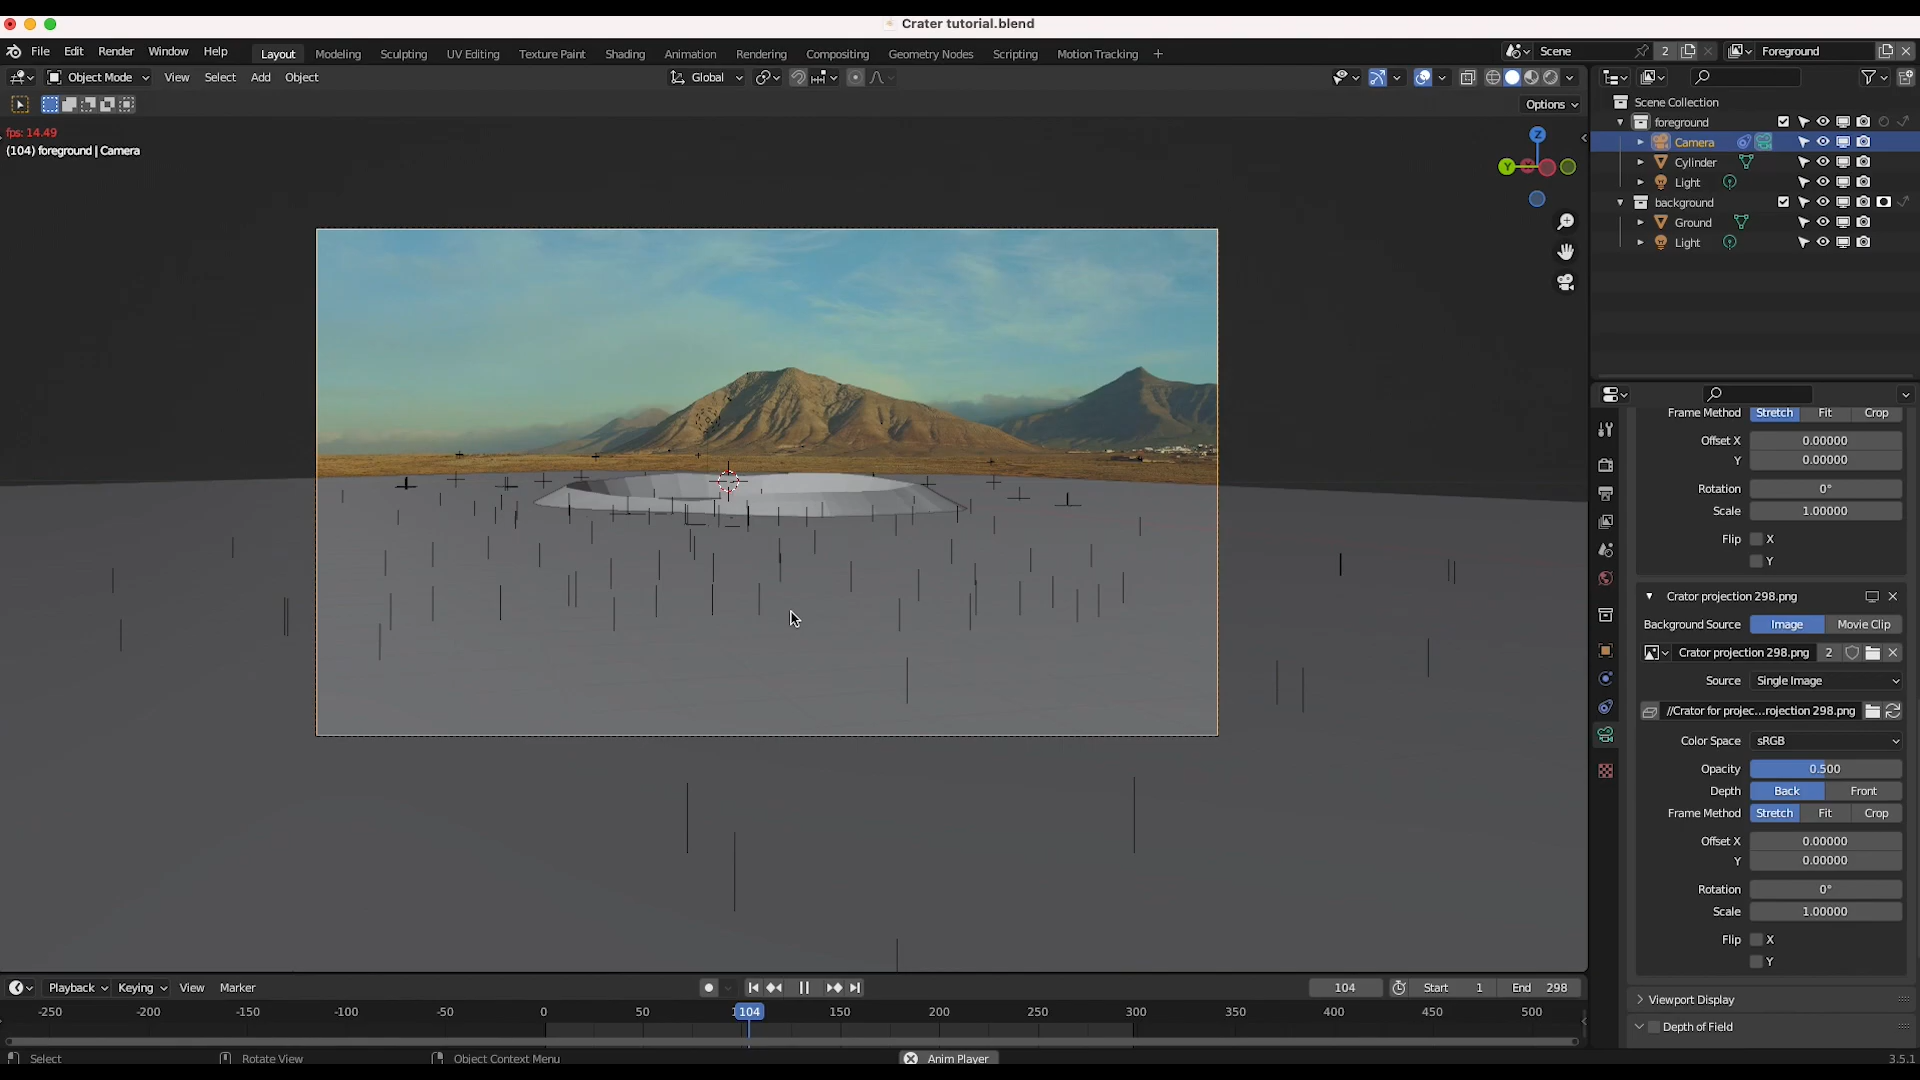 Crater tutorial.blend
File Edit Render Window Help
Layout Modeling Sculpting UV Editing Texture Paint Shading Animation Rendering Compositing Geometry Nodes Scripting Motion Tracking +
Scene 2 Foreground
Object Mode View Select Add Object Global
Options
fps: 14.49
(104) foreground | Camera
Z
Y
Scene Collection
foreground
Camera
Cylinder
Light
background
Ground
Light
Frame Method Stretch Fit Crop
Offset X 0.00000
Y 0.00000
Rotation 0°
Scale 1.00000
Flip X
Y
Crator projection 298.png
Background Source Image Movie Clip
Crator projection 298.png 2
Source Single Image
//Crator for projec...rojection 298.png
Color Space sRGB
Opacity 0.500
Depth Back Front
Frame Method Stretch Fit Crop
Offset X 0.00000
Y 0.00000
Rotation 0°
Scale 1.00000
Flip X
Y
Viewport Display
Depth of Field
Playback Keying View Marker 104 Start 1 End 298
-250 -200 -150 -100 -50 0 50 104 150 200 250 300 350 400 450 500
Select Rotate View Object Context Menu Anim Player 3.5.1